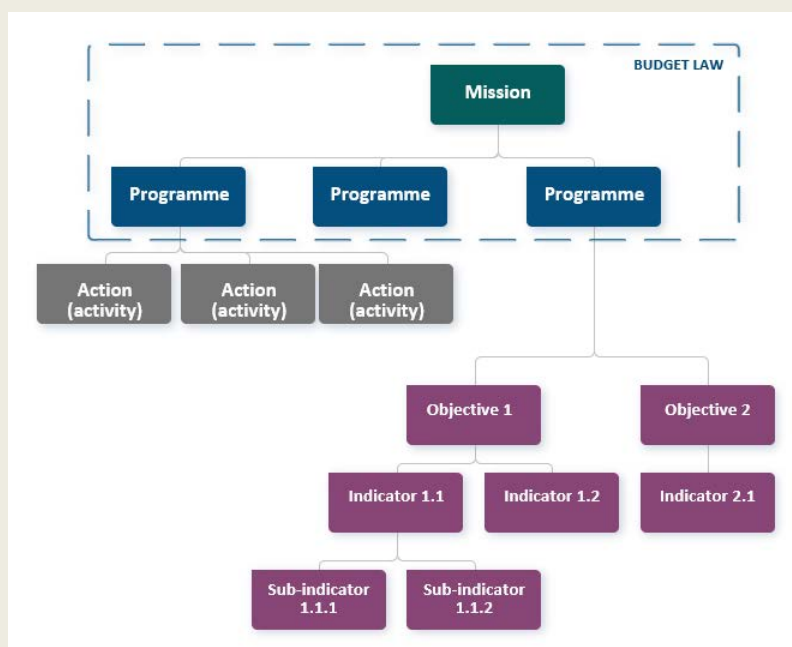 BUDGET LAW
Mission
Programme
Programme
Programme
Action
(activity)
Action
(activity)
Action
(activity)
Objective 1
Objective 2
Indicator 1.1
Indicator 1.2
Indicator 2.1
Sub-indicator
1.1.1
Sub-indicator
1.1.2